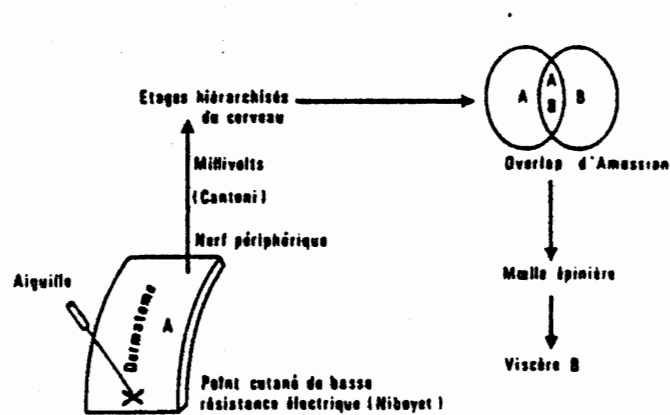 Etages hiérarchisés
du cerveau
A
A
B
B
Overlap d'Amassian
Millivolts
(Cantoni)
Nerf périphérique
Aiguille
Dermatome
A
Moelle épinière
Viscère B
Point cutané de basse
résistance électrique (Niboyet)